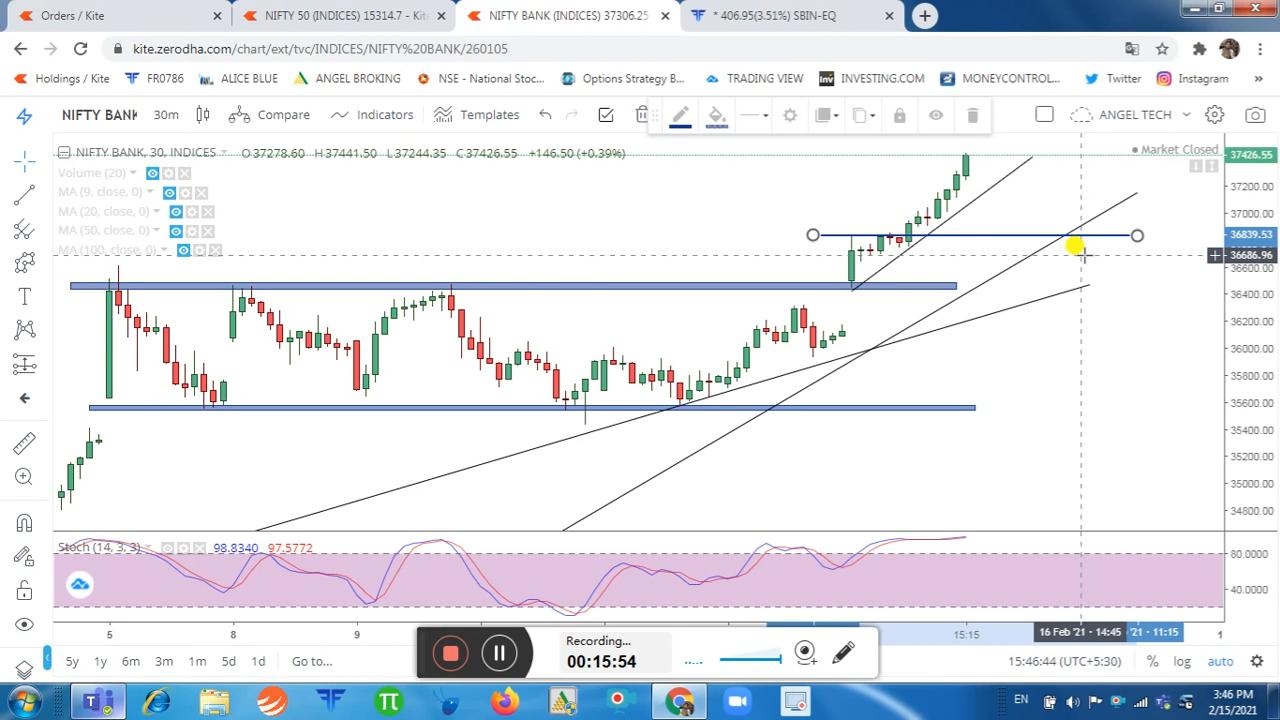 Orders / Kite
NIFTY 50 (INDICES) 15314.7 - Kite
NIFTY BANK (INDICES) 37306.25
* 406.95(3.51%) SBIN-EQ
kite.zerodha.com/chart/ext/tvc/INDICES/NIFTY%20BANK/260105
Holdings / Kite
FR0786
ALICE BLUE
ANGEL BROKING
NSE - National Stoc...
Options Strategy B...
TRADING VIEW
INVESTING.COM
MONEYCONTROL...
Twitter
Instagram
»
NIFTY BANK
30m
Compare
Indicators
Templates
ANGEL TECH
NIFTY BANK, 30, INDICES
O37278.60 H37441.50 L37244.35 C37426.55 +146.50 (+0.39%)
Market Closed
Volume (20)
MA (9, close, 0)
MA (20, close, 0)
MA (50, close, 0)
MA (100, close, 0)
37426.55
37200.00
37000.00
36839.53
36686.96
36600.00
36400.00
36200.00
36000.00
35800.00
35600.00
35400.00
35200.00
35000.00
34800.00
Stoch (14, 3, 3)
98.8340 97.5772
80.0000
40.0000
5
8
9
15:15
16 Feb '21 - 14:45
'21 - 11:15
1
5y 1y 6m 3m 1m 5d 1d Go to...
15:46:44 (UTC+5:30)
% log auto
Recording...
00:15:54
EN
3:46 PM
2/15/2021